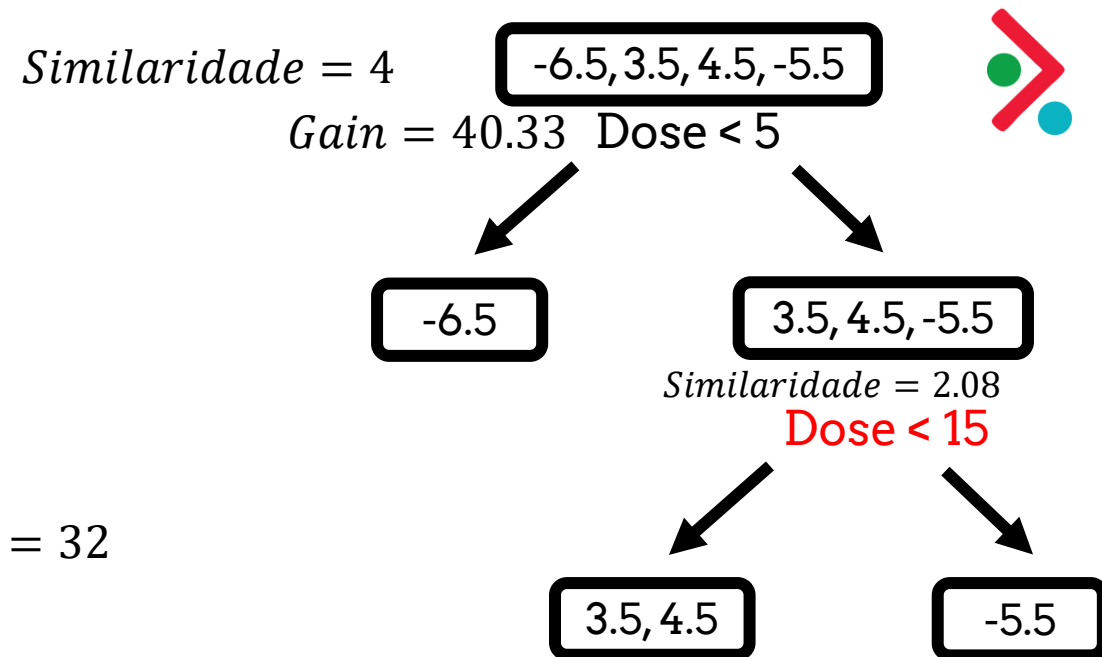 Similaridade = 4
-6.5, 3.5, 4.5, -5.5
Gain = 40.33 Dose < 5
-6.5
3.5, 4.5, -5.5
Similaridade = 2.08
Dose < 15
= 32
3.5, 4.5
-5.5